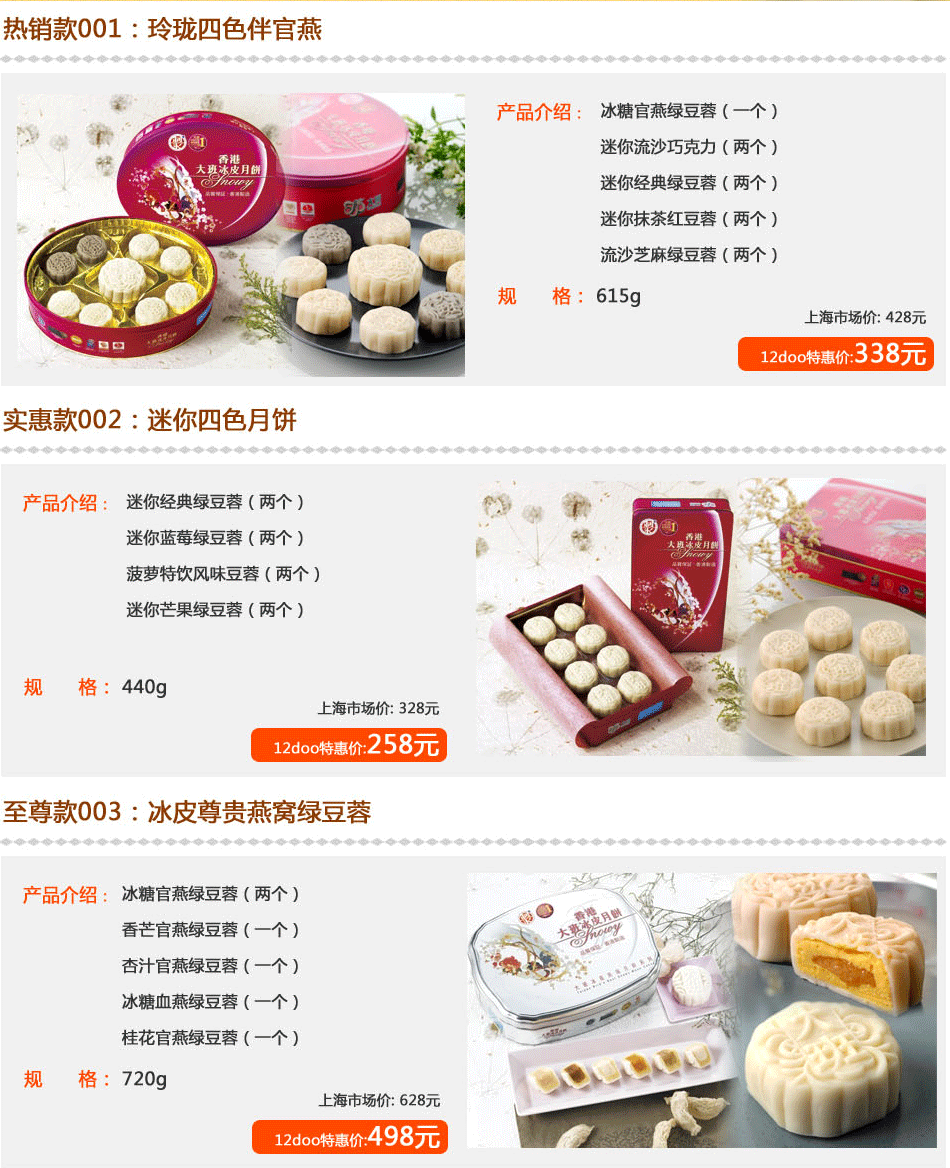 热销款001：玲珑四色伴官燕
香港
大班冰皮月餅
Snowy
产品介绍： 冰糖官燕绿豆蓉（一个）
迷你流沙巧克力（两个）
迷你经典绿豆蓉（两个）
迷你抹茶红豆蓉（两个）
流沙芝麻绿豆蓉（两个）
规 格： 615g
上海市场价: 428元
12doo特惠价:338元
实惠款002：迷你四色月饼
产品介绍： 迷你经典绿豆蓉（两个）
迷你蓝莓绿豆蓉（两个）
菠萝特饮风味豆蓉（两个）
迷你芒果绿豆蓉（两个）
规 格： 440g
上海市场价: 328元
12doo特惠价:258元
香港
大班冰皮月餅
Snowy
至尊款003：冰皮尊贵燕窝绿豆蓉
产品介绍： 冰糖官燕绿豆蓉（两个）
香芒官燕绿豆蓉（一个）
杏汁官燕绿豆蓉（一个）
冰糖血燕绿豆蓉（一个）
桂花官燕绿豆蓉（一个）
规 格： 720g
上海市场价: 628元
12doo特惠价:498元
香港
大班冰皮月餅
Snowy